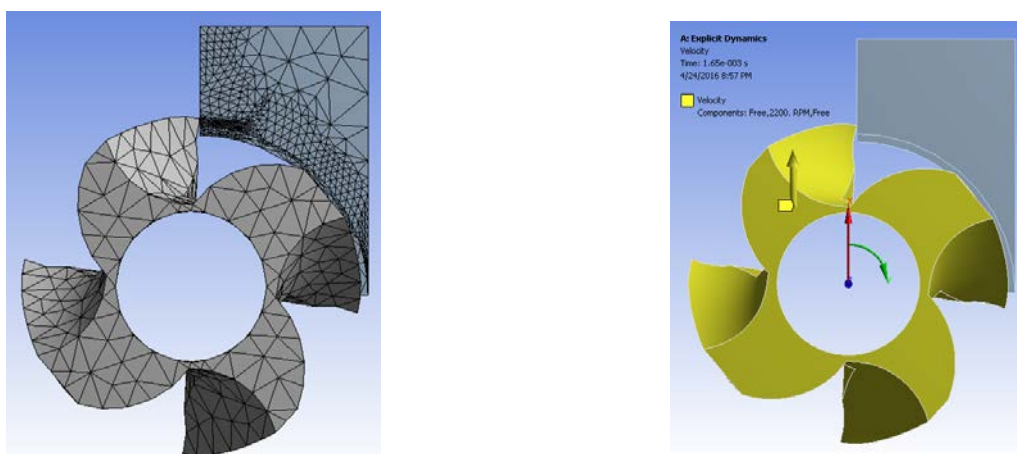 A: Explicit Dynamics
Velocity
Time: 1.65e-003 s
4/24/2016 8:57 PM
Velocity
Components: Free,2200. RPM,Free